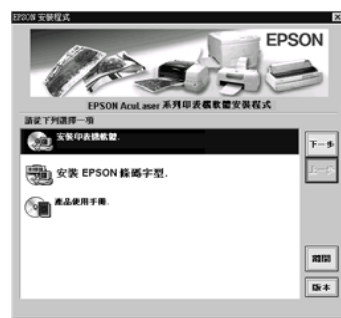 EPSON 安裝程式
EPSON
EPSON AcuLaser 系列印表機軟體安裝程式
請從下列選擇一項
安裝印表機軟體.
安裝 EPSON 條碼字型.
產品使用手冊.
下一步
上一步
離開
版本